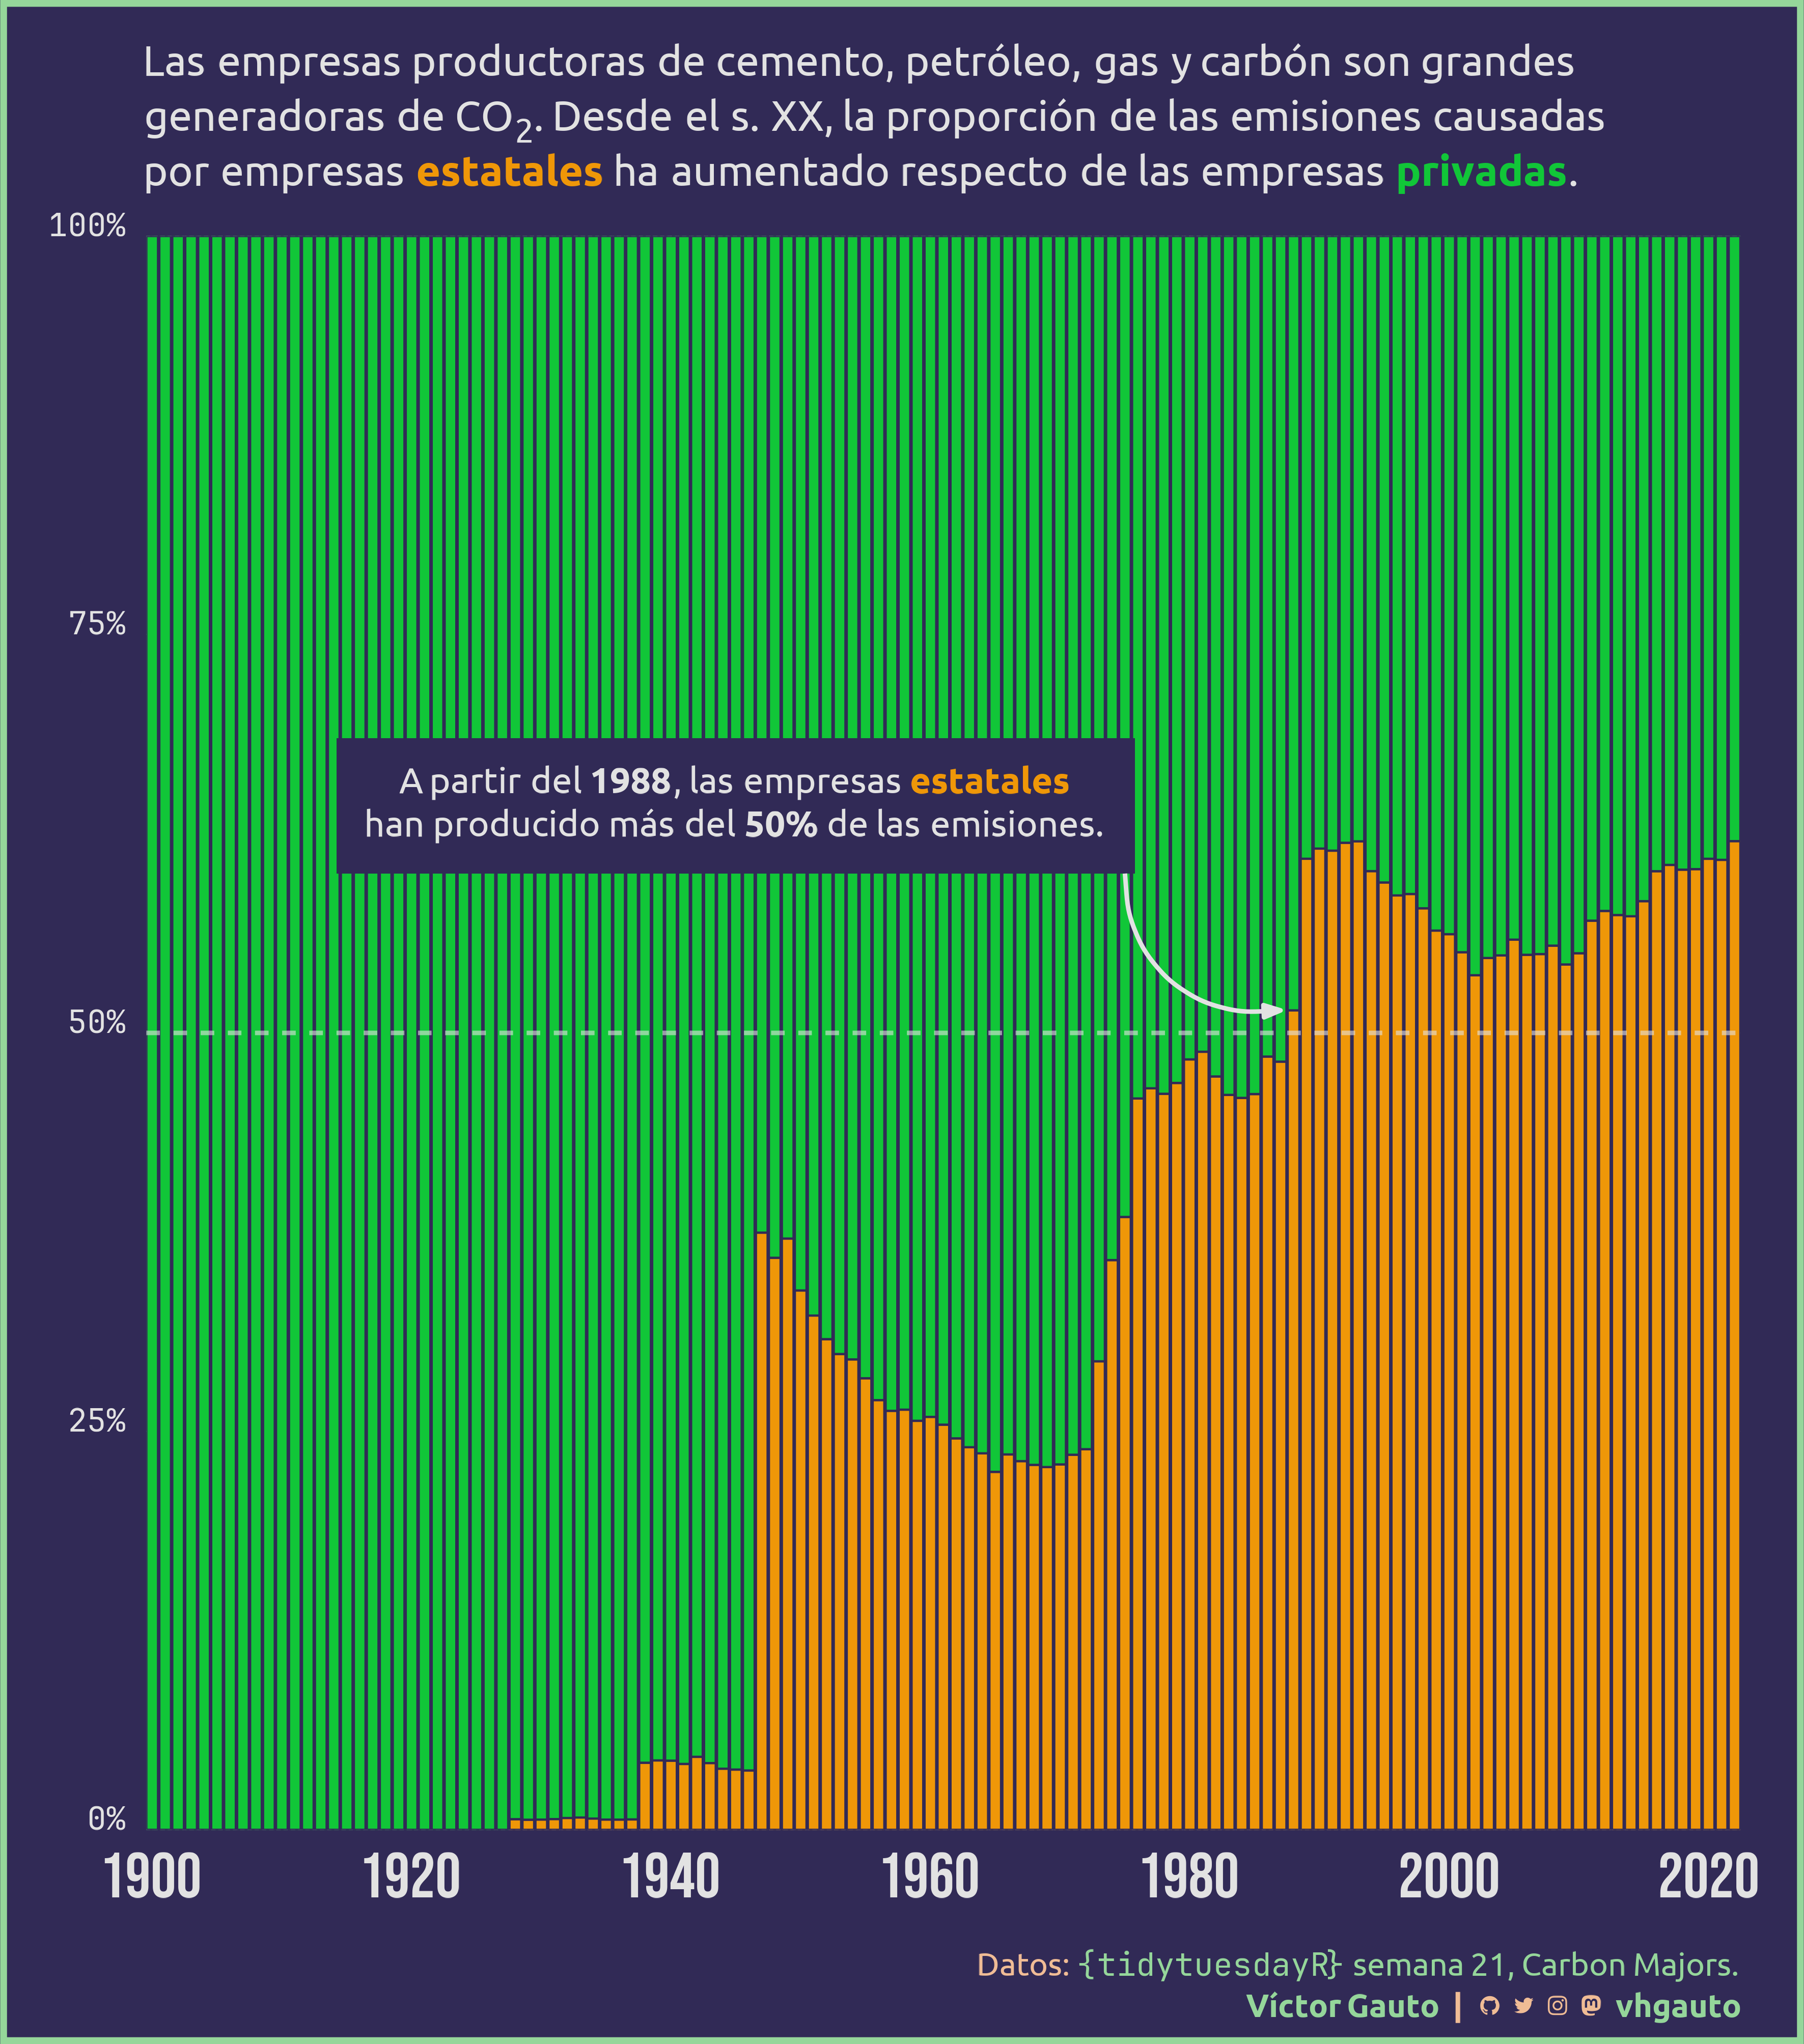 Las empresas productoras de cemento, petróleo, gas y carbón son grandes
generadoras de CO₂. Desde el s. XX, la proporción de las emisiones causadas
por empresas estatales ha aumentado respecto de las empresas privadas.
100%
75%
A partir del 1988, las empresas estatales
han producido más del 50% de las emisiones.
50%
25%
0%
1900 1920 1940 1960 1980 2000 2020
Datos: {tidytuesdayR} semana 21, Carbon Majors.
Víctor Gauto | vhgauto